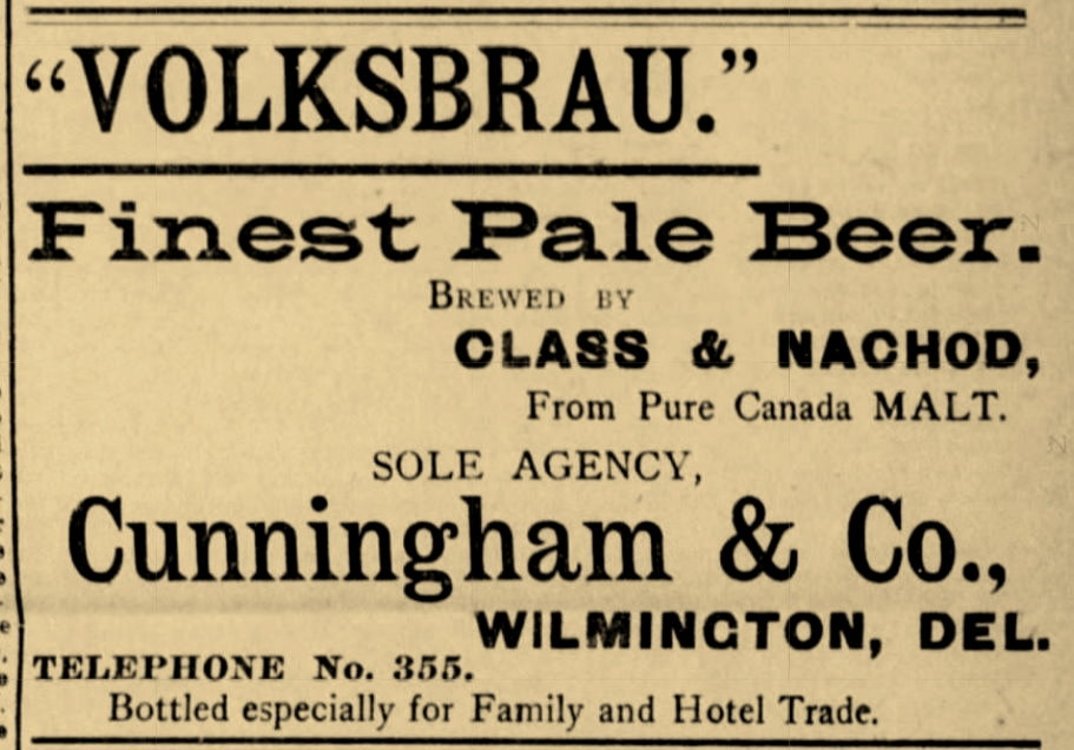 “VOLKSBRAU.”
Finest Pale Beer.
BREWED BY
CLASS & NACHOD,
From Pure Canada MALT.
SOLE AGENCY,
Cunningham & Co.,
WILMINGTON, DEL.
TELEPHONE No. 355.
Bottled especially for Family and Hotel Trade.